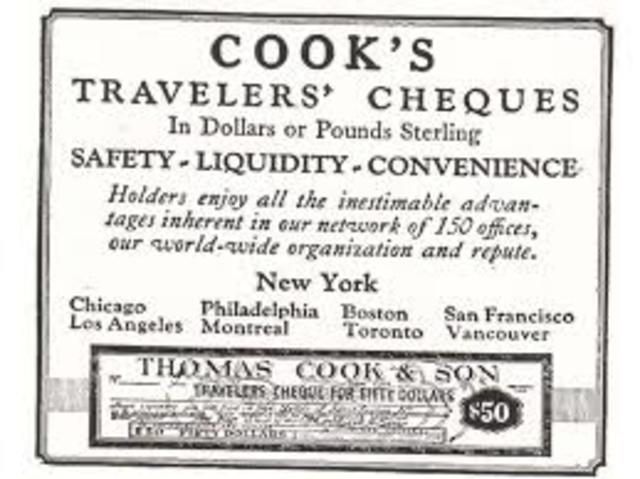 COOK'S
TRAVELERS' CHEQUES
In Dollars or Pounds Sterling
SAFETY - LIQUIDITY - CONVENIENCE
Holders enjoy all the inestimable advan-
tages inherent in our network of 150 offices,
our world-wide organization and repute.
New York
Chicago Philadelphia Boston San Francisco
Los Angeles Montreal Toronto Vancouver
THOMAS COOK & SON
TRAVELERS CHEQUE FOR FIFTY DOLLARS
$50
FIFTY DOLLARS